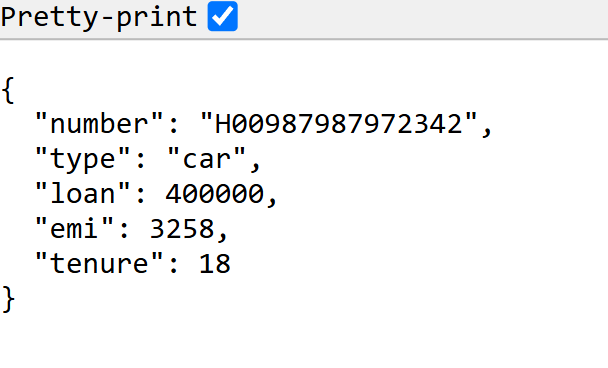 Pretty-print
{
  "number": "H00987987972342",
  "type": "car",
  "loan": 400000,
  "emi": 3258,
  "tenure": 18
}